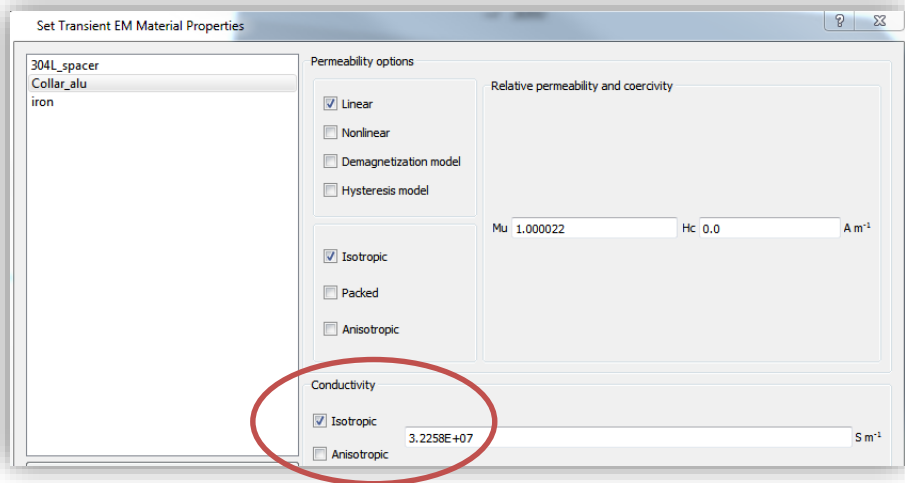 Set Transient EM Material Properties
?
304L_spacer
Collar_alu
iron
Permeability options
Linear
Nonlinear
Demagnetization model
Hysteresis model
Relative permeability and coercivity
Mu 1.000022 Hc 0.0 A m⁻¹
Isotropic
Packed
Anisotropic
Conductivity
Isotropic
3.2258E+07 S m⁻¹
Anisotropic